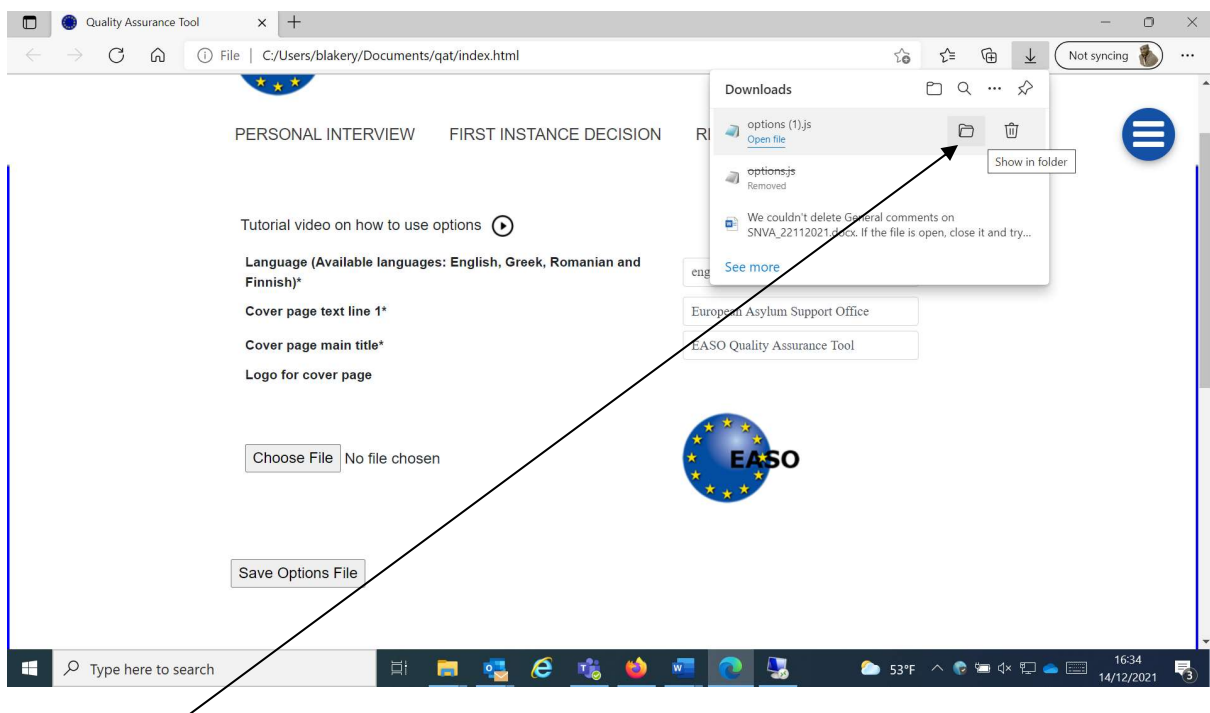 Quality Assurance Tool
File | C:/Users/blakery/Documents/qat/index.html
Not syncing
Downloads
options (1).js
Open file
Show in folder
options.js
Removed
We couldn't delete General comments on
SNVA_22112021.docx. If the file is open, close it and try...
See more
PERSONAL INTERVIEW FIRST INSTANCE DECISION
Tutorial video on how to use options
Language (Available languages: English, Greek, Romanian and
Finnish)*
eng
Cover page text line 1*
European Asylum Support Office
Cover page main title*
EASO Quality Assurance Tool
Logo for cover page
Choose File No file chosen
EASO
Save Options File
Type here to search
53°F
16:34
14/12/2021
3